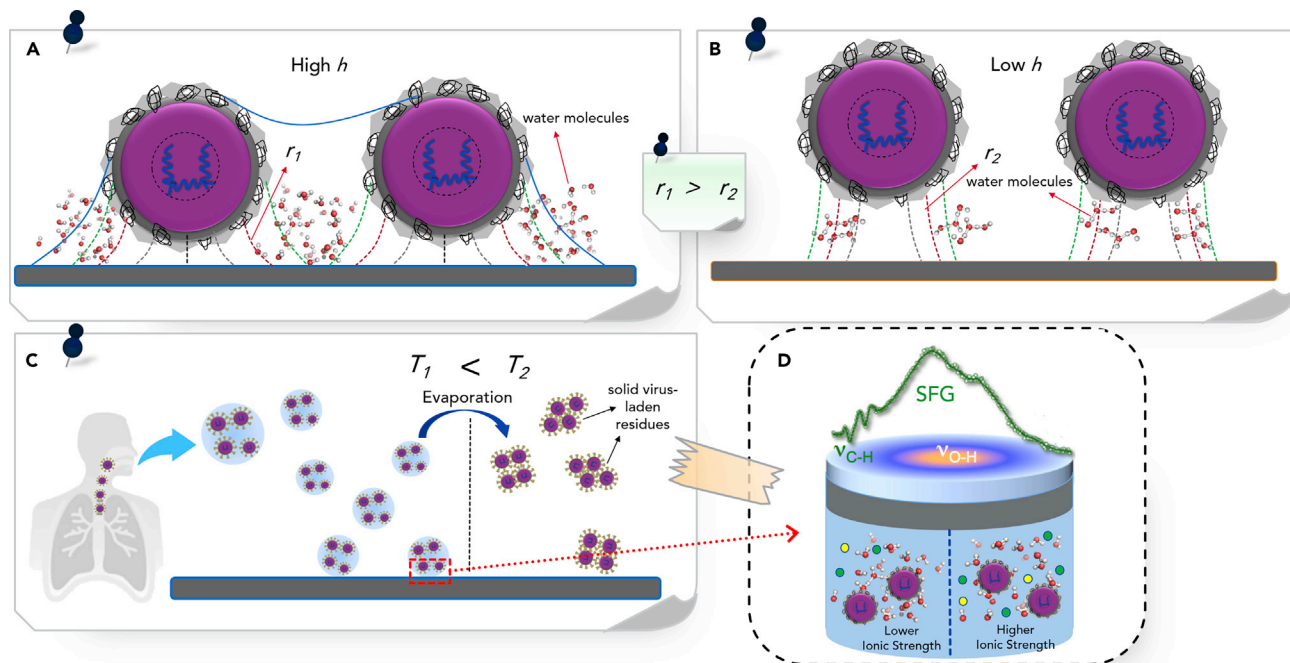 A
High h
r1
water molecules
r1 > r2
B
Low h
r2
water molecules
C
T1 < T2
Evaporation
solid virus-
laden
residues
D
SFG
νC-H
νO-H
Lower
Ionic Strength
Higher
Ionic Strength